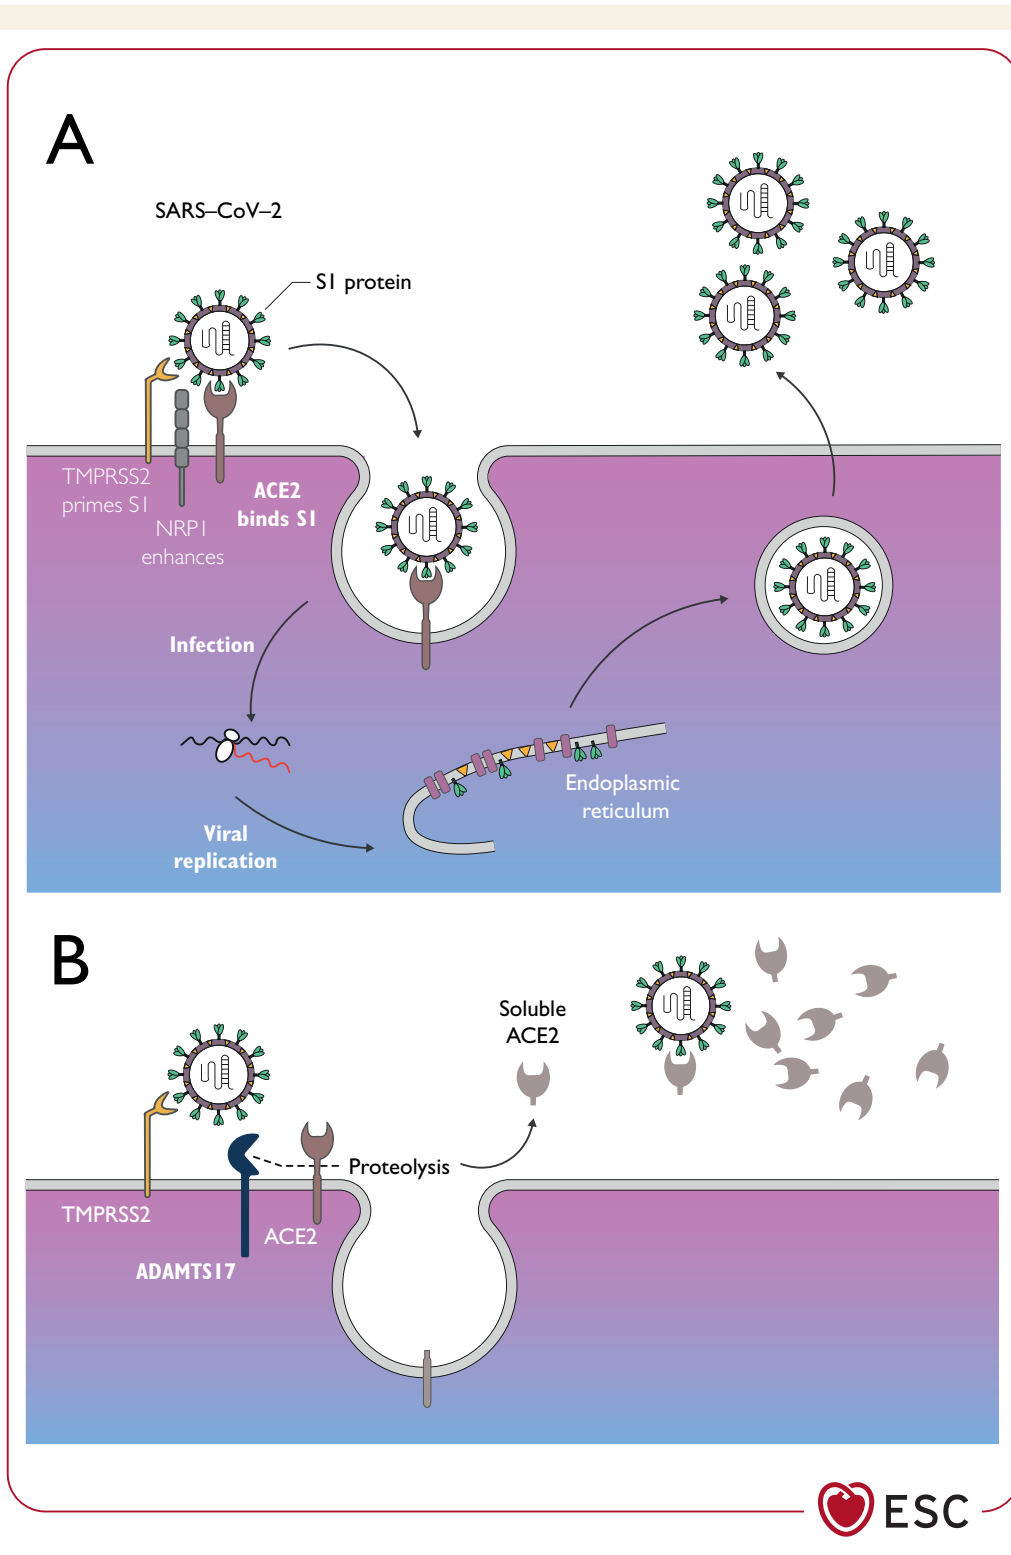 A
SARS–CoV–2
S1 protein
TMPRSS2
primes S1
NRP1
enhances
ACE2
binds S1
Infection
Viral
replication
Endoplasmic
reticulum
B
Soluble
ACE2
Proteolysis
TMPRSS2
ACE2
ADAMTS17
ESC